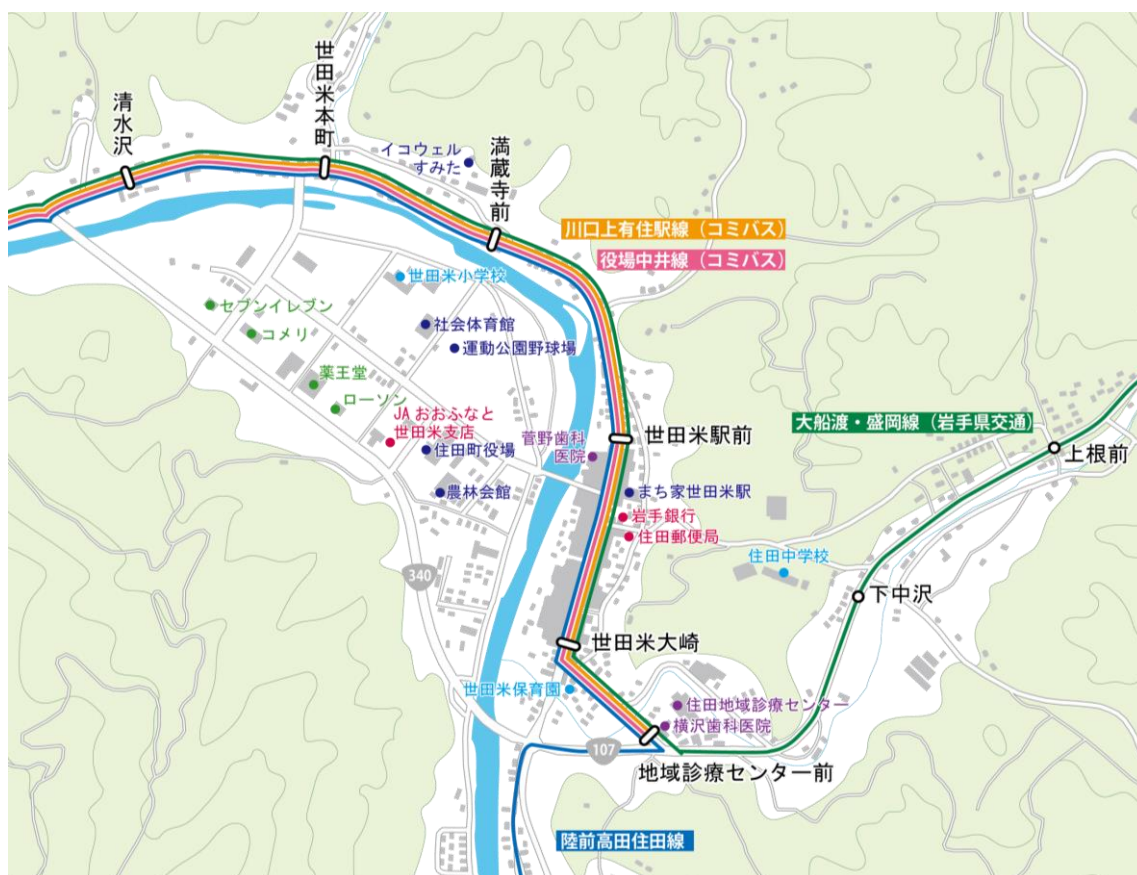 清水沢
世田米本町
満蔵寺前
イコウェル
すみた
川口上有住駅線（コミバス）
役場中井線（コミバス）
世田米小学校
セブンイレブン
コメリ
社会体育館
運動公園野球場
薬王堂
ローソン
JAおおふなと
世田米支店
住田町役場
農林会館
菅野歯科
医院
世田米駅前
まち家世田米駅
岩手銀行
住田郵便局
大船渡・盛岡線（岩手県交通）
上根前
住田中学校
下中沢
340
世田米大崎
世田米保育園
住田地域診療センター
横沢歯科医院
107
地域診療センター前
陸前高田住田線